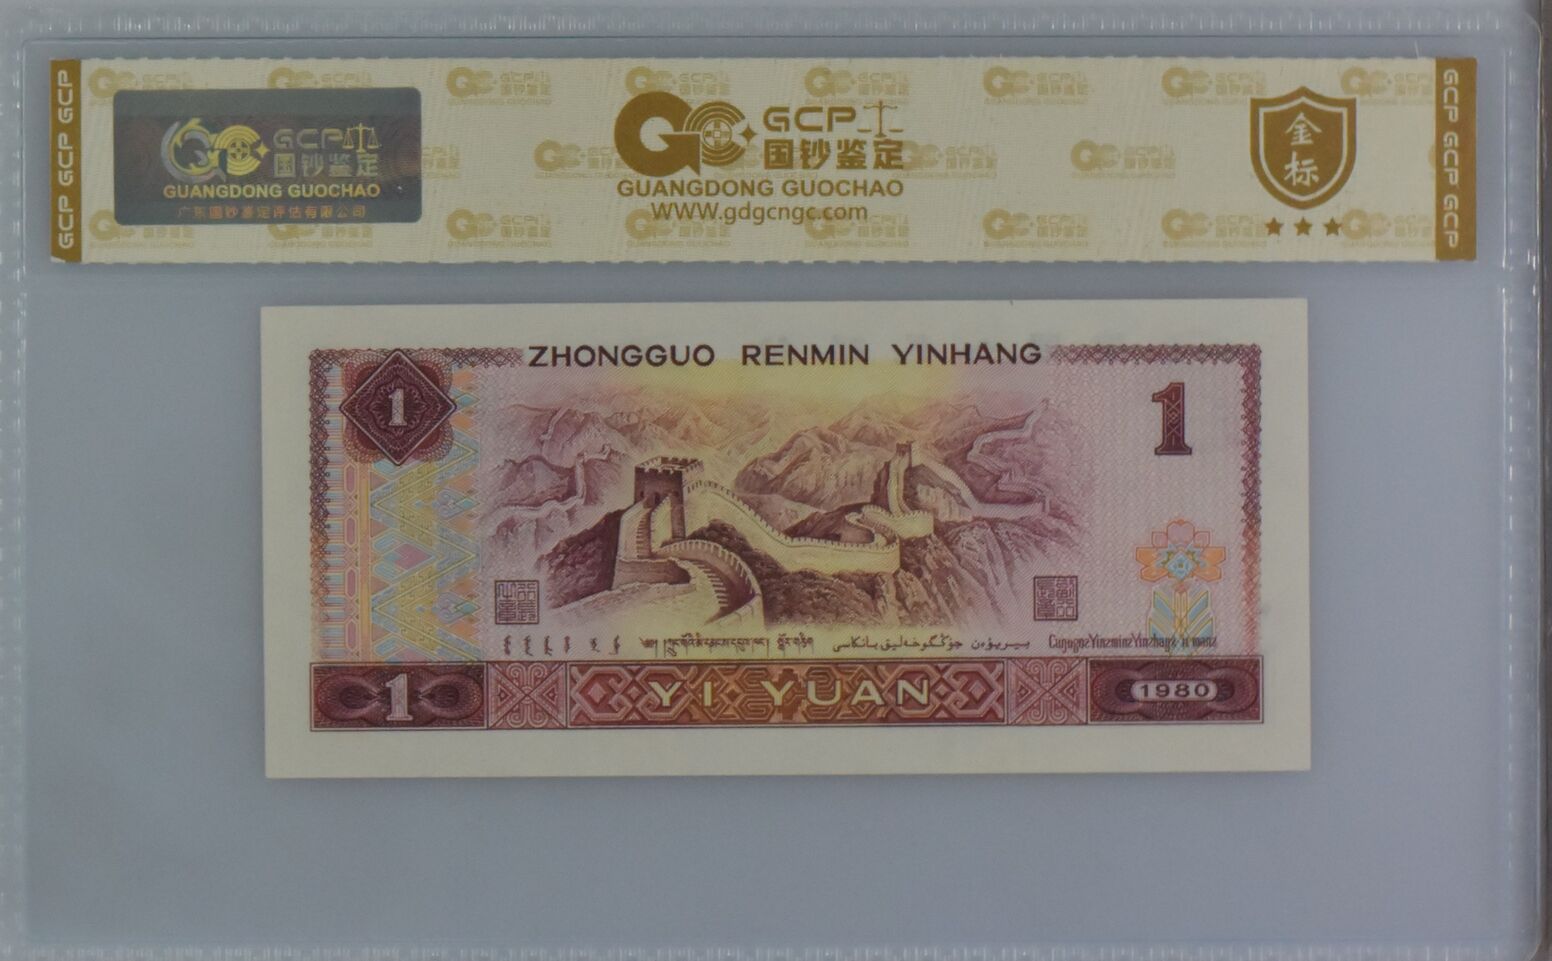 GCP GCP GCP
GCP
国钞鉴定
GUANGDONG GUOCHAO
广东国钞鉴定评估有限公司
GCP
国钞鉴定
GUANGDONG GUOCHAO
WWW.gdgcngc.com
金标
GCP GCP GCP
ZHONGGUO RENMIN YINHANG
1
1
1
YI YUAN
1980